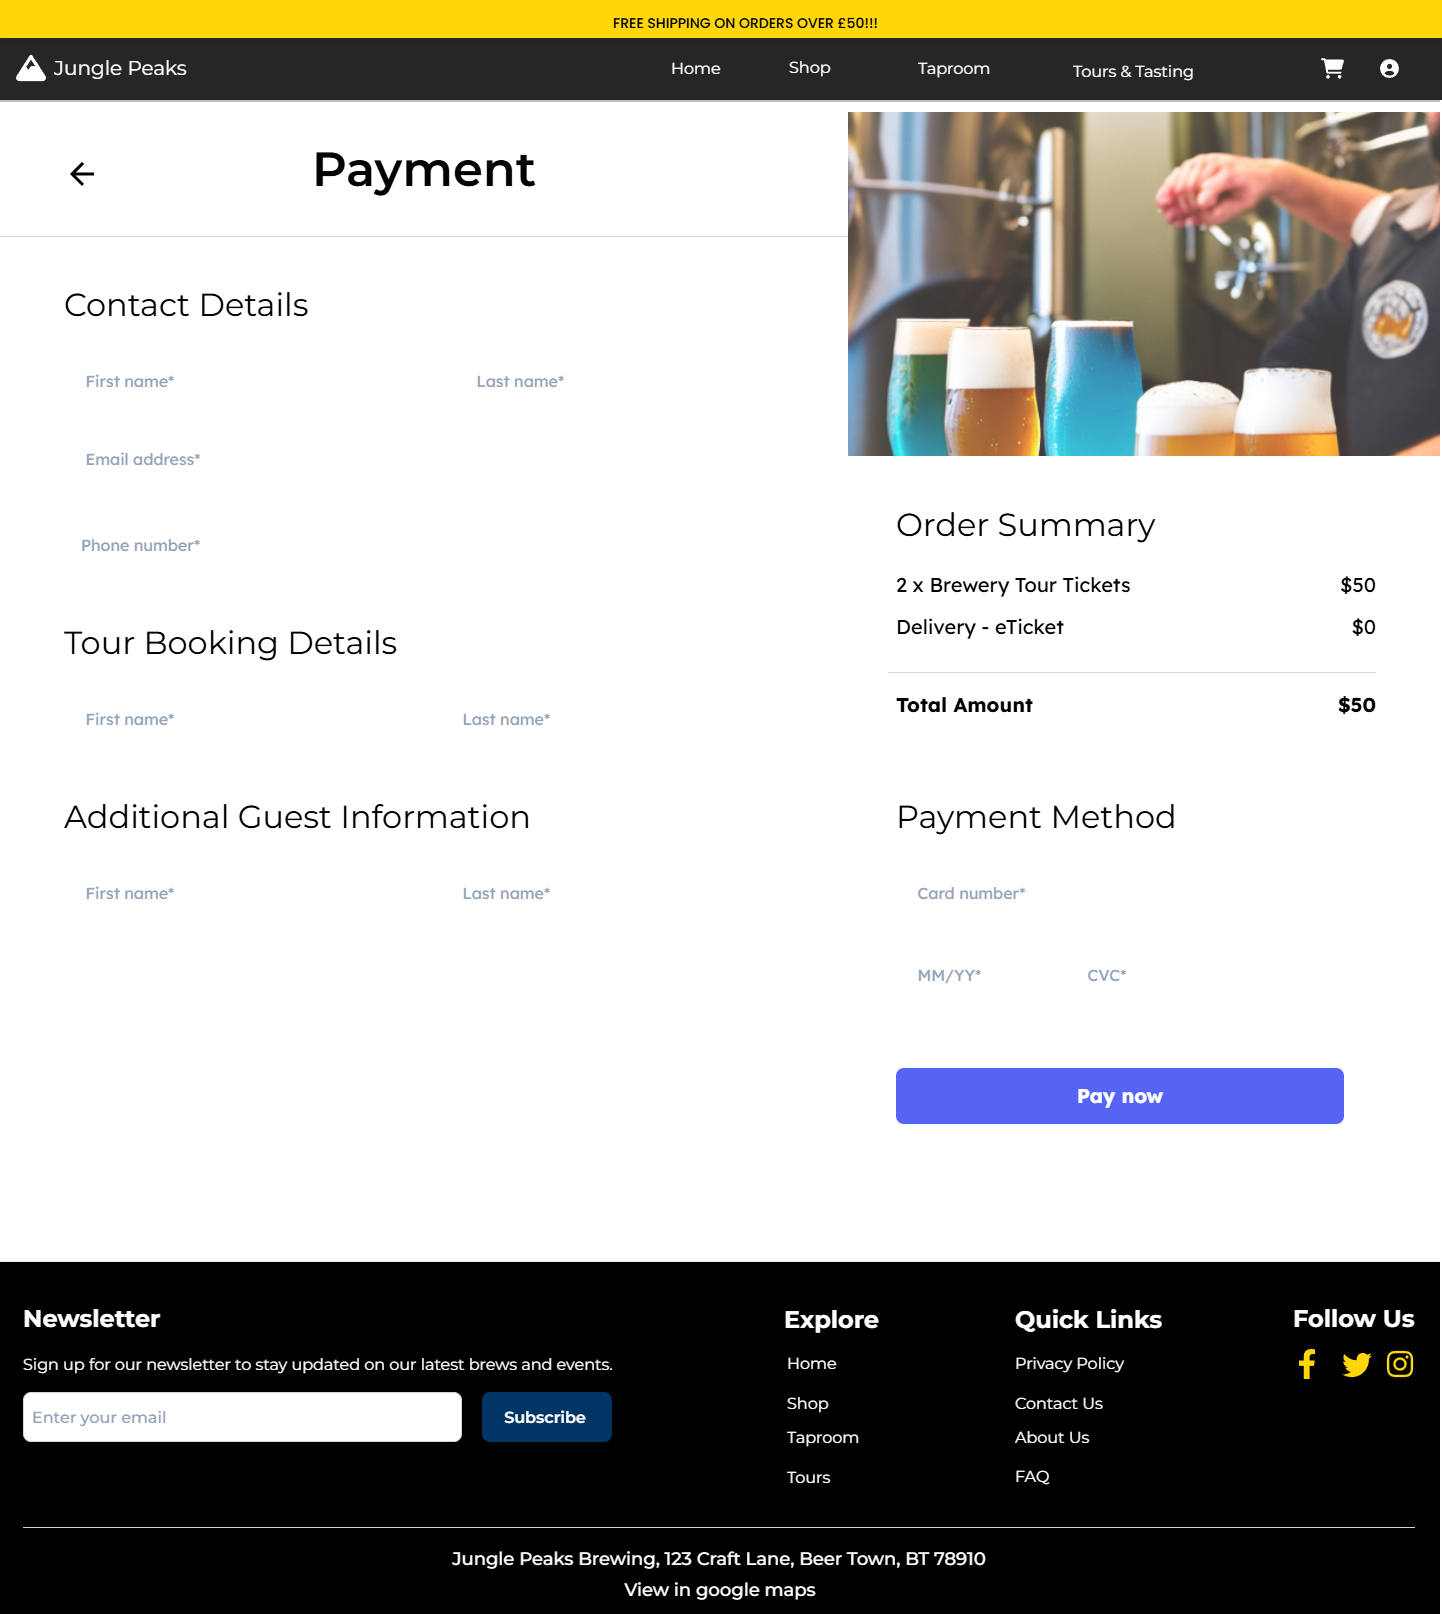 FREE SHIPPING ON ORDERS OVER £50!!!
Jungle Peaks
Home
Shop
Taproom
Tours & Tasting
Payment
Contact Details
First name*
Last name*
Email address*
Phone number*
Tour Booking Details
First name*
Last name*
Additional Guest Information
First name*
Last name*
Order Summary
2 x Brewery Tour Tickets $50
Delivery - eTicket $0
Total Amount $50
Payment Method
Card number*
MM/YY*
CVC*
Pay now
Newsletter
Sign up for our newsletter to stay updated on our latest brews and events.
Enter your email
Subscribe
Explore
Home
Shop
Taproom
Tours
Quick Links
Privacy Policy
Contact Us
About Us
FAQ
Follow Us
Jungle Peaks Brewing, 123 Craft Lane, Beer Town, BT 78910
View in google maps